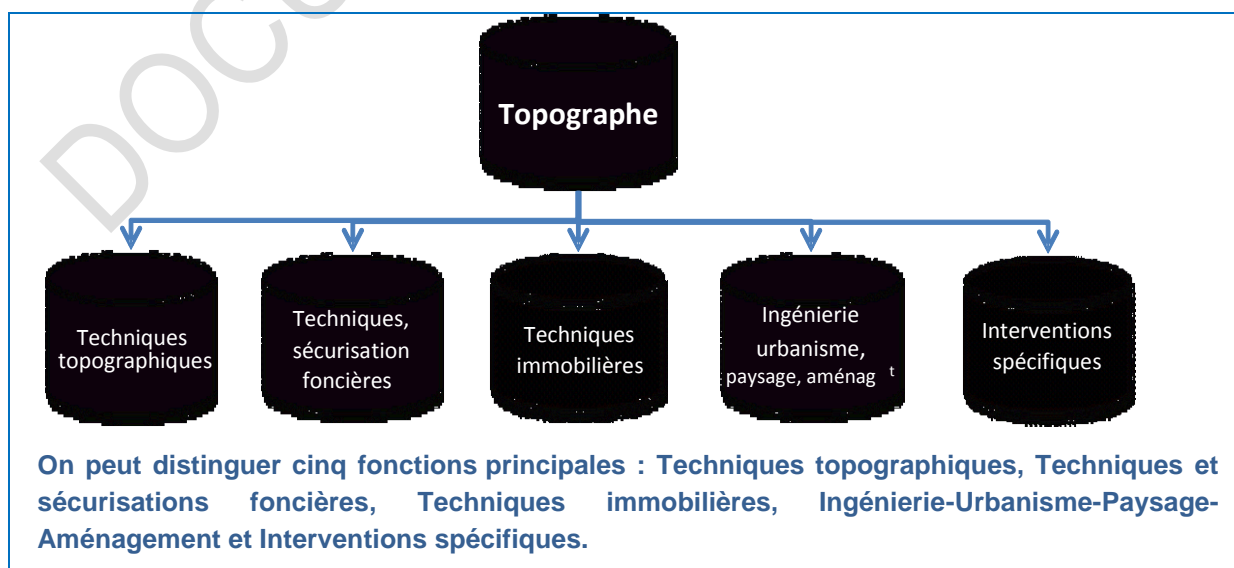 DOCU
Topographe
Techniques
topographiques
Techniques,
sécurisation
foncières
Techniques
immobilières
Ingénierie
urbanisme,
paysage, aménag t
Interventions
spécifiques
On peut distinguer cinq fonctions principales : Techniques topographiques, Techniques et
sécurisations foncières, Techniques immobilières, Ingénierie-Urbanisme-Paysage-
Aménagement et Interventions spécifiques.